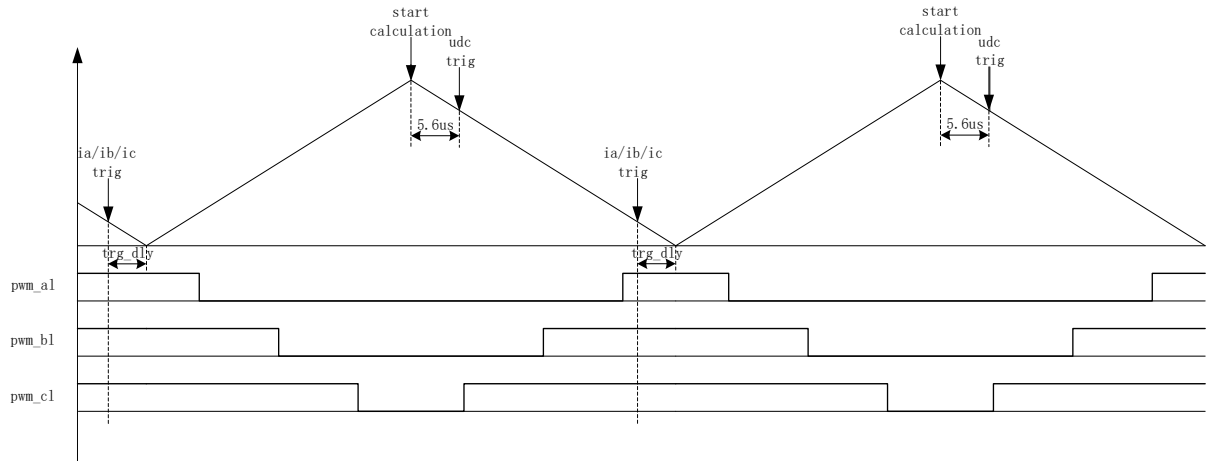 start
calculation
udc
trig
5.6us
ia/ib/ic
trig
trg_dly
start
calculation
udc
trig
5.6us
ia/ib/ic
trig
trg_dly
pwm_al
pwm_bl
pwm_cl